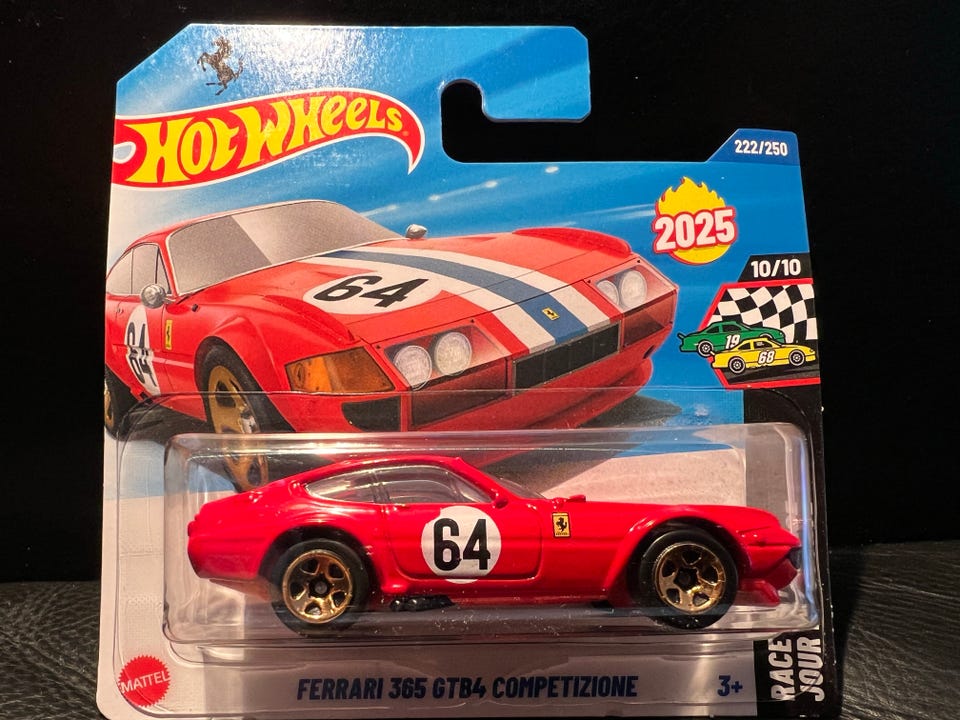 HOT WHEELS
222/250
2025
10/10
19
68
64
64
64
MATTEL
FERRARI 365 GTB4 COMPETIZIONE
3+
RACE
JOUR